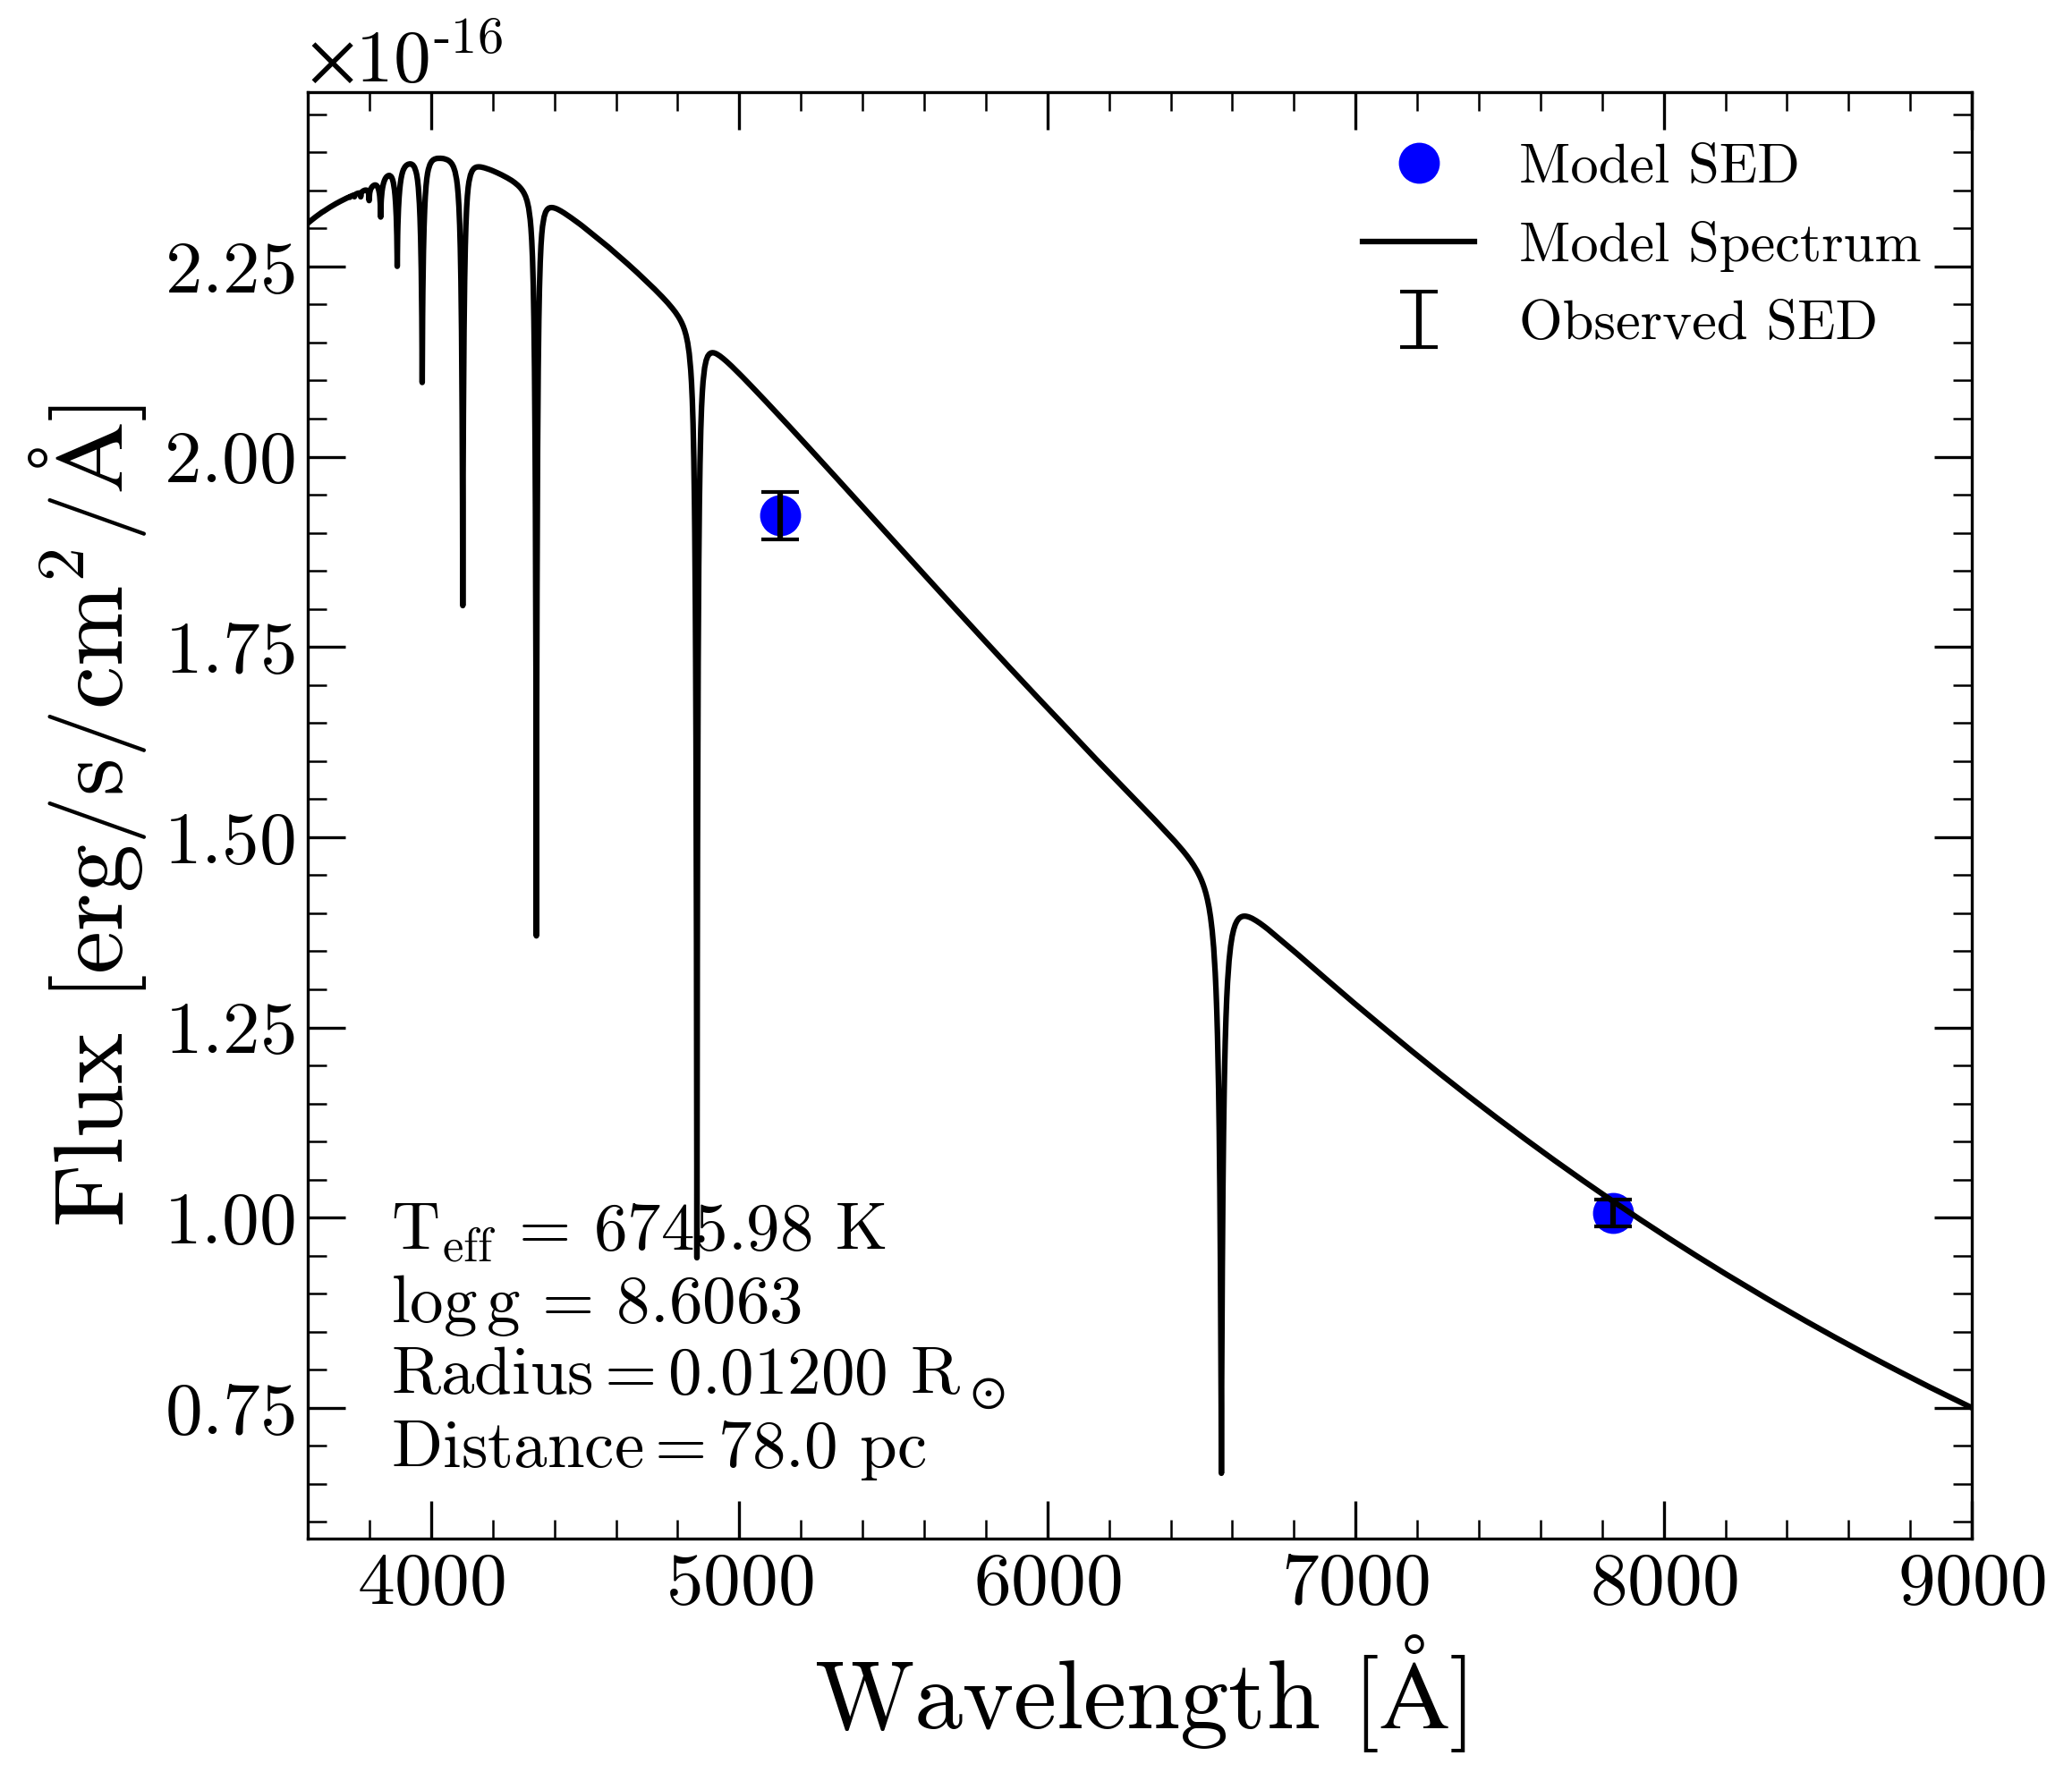 ×10-16
Flux [erg/s/cm2/Å]
2.25
2.00
1.75
1.50
1.25
1.00
0.75
Model SED
Model Spectrum
Observed SED
Teff = 6745.98 K
log g = 8.6063
Radius = 0.01200 R⊙
Distance = 78.0 pc
4000 5000 6000 7000 8000 9000
Wavelength [Å]